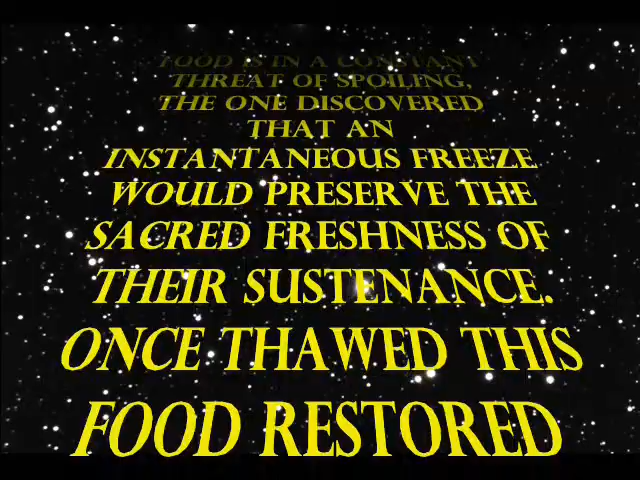 FOOD IS IN A CONSTANT
THREAT OF SPOILING,
THE ONE DISCOVERED
THAT AN
INSTANTANEOUS FREEZE
WOULD PRESERVE THE
SACRED FRESHNESS OF
THEIR SUSTENANCE.
ONCE THAWED THIS
FOOD RESTORED